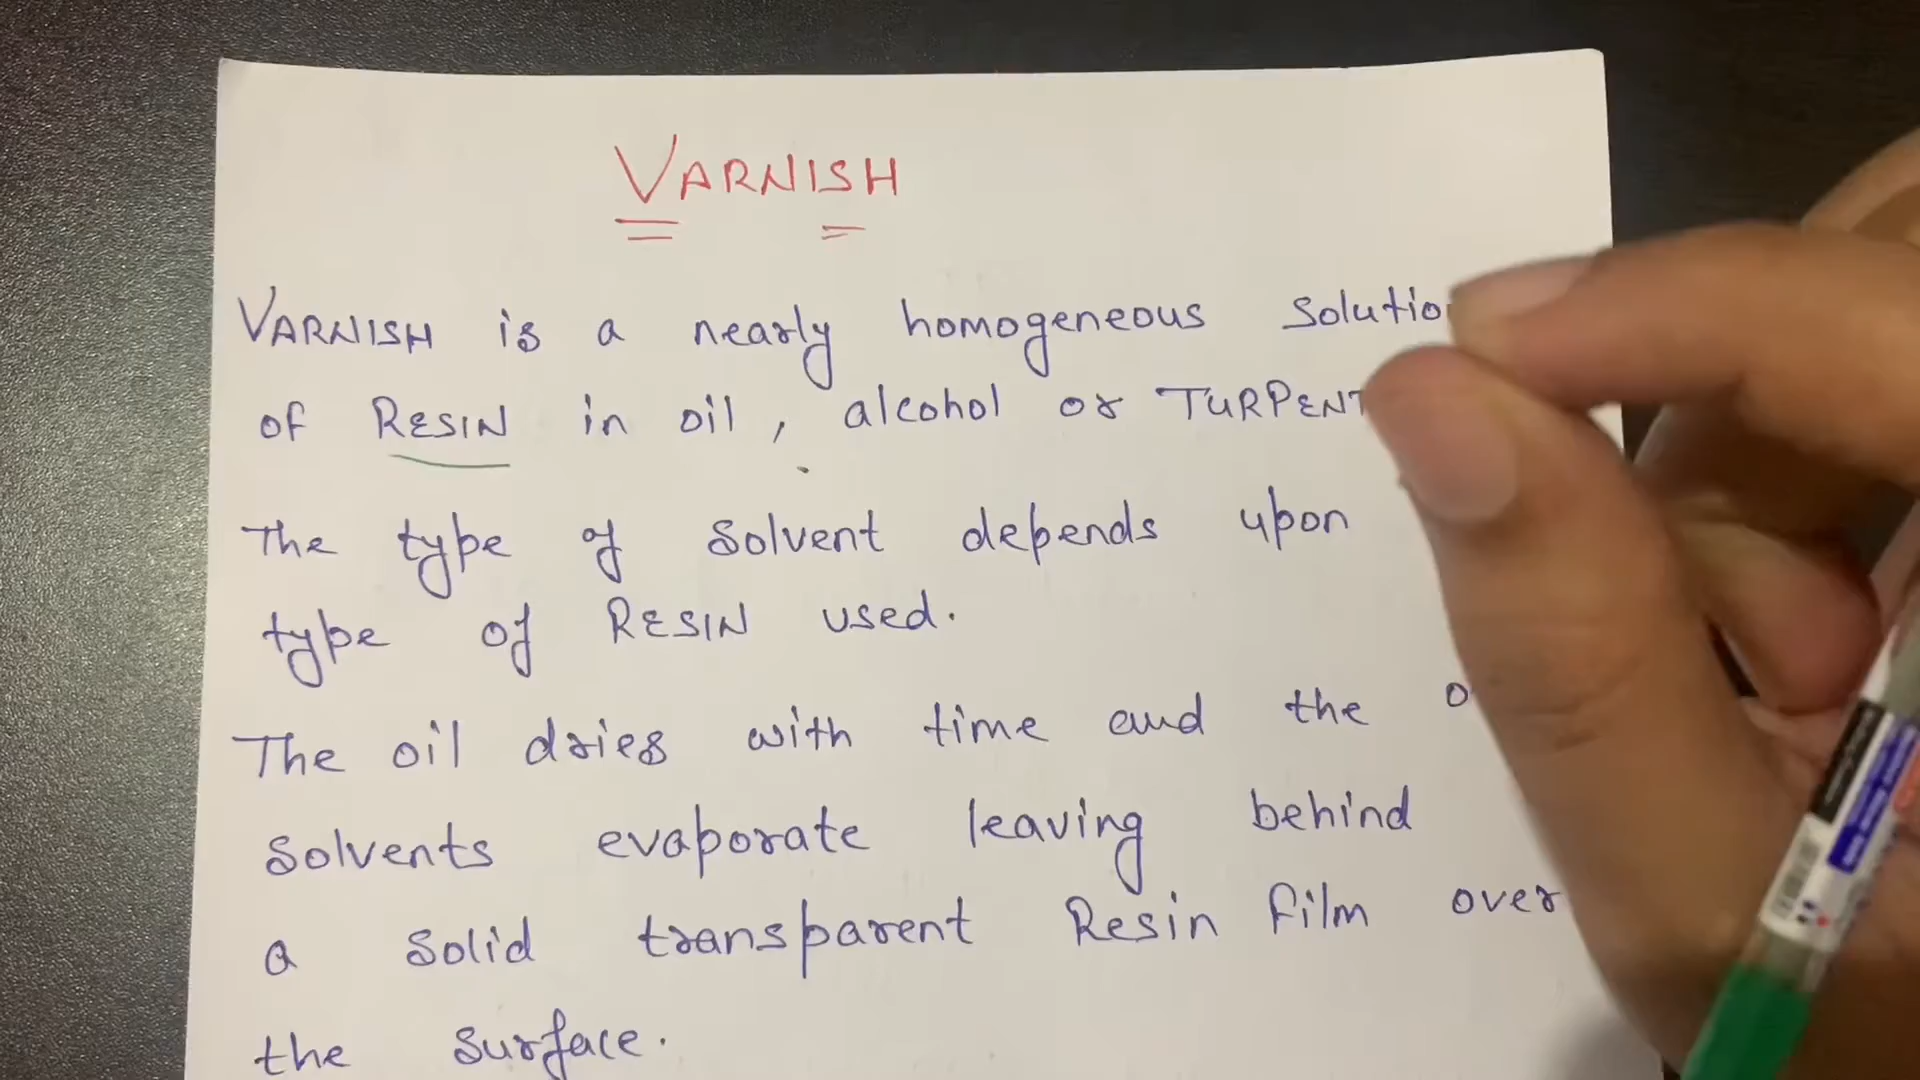 VARNISH
VARNISH is a nearly homogeneous solutio
of RESIN in oil, alcohol or TURPENT
The type of solvent depends upon
type of RESIN used.
The oil dries with time and the o
solvents evaporate leaving behind
a solid transparent Resin film over
the surface.